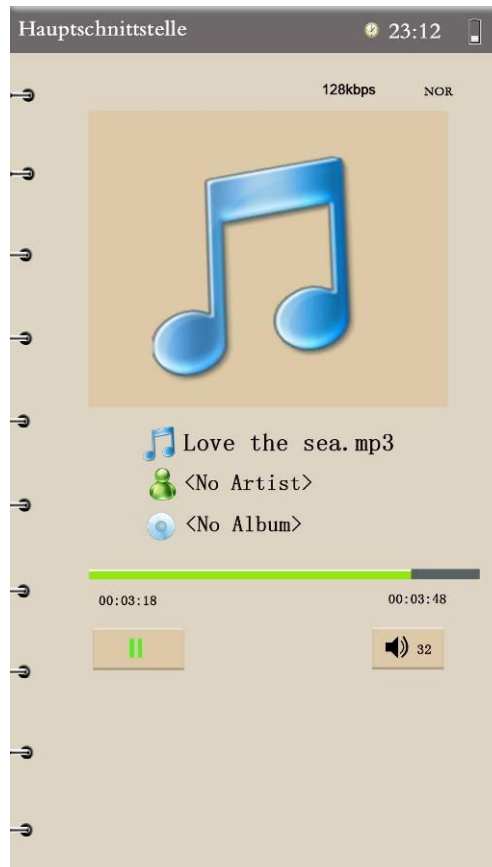 Hauptschnittstelle 23:12
128kbps NOR
Love the sea.mp3
<No Artist>
<No Album>
00:03:18 00:03:48
32